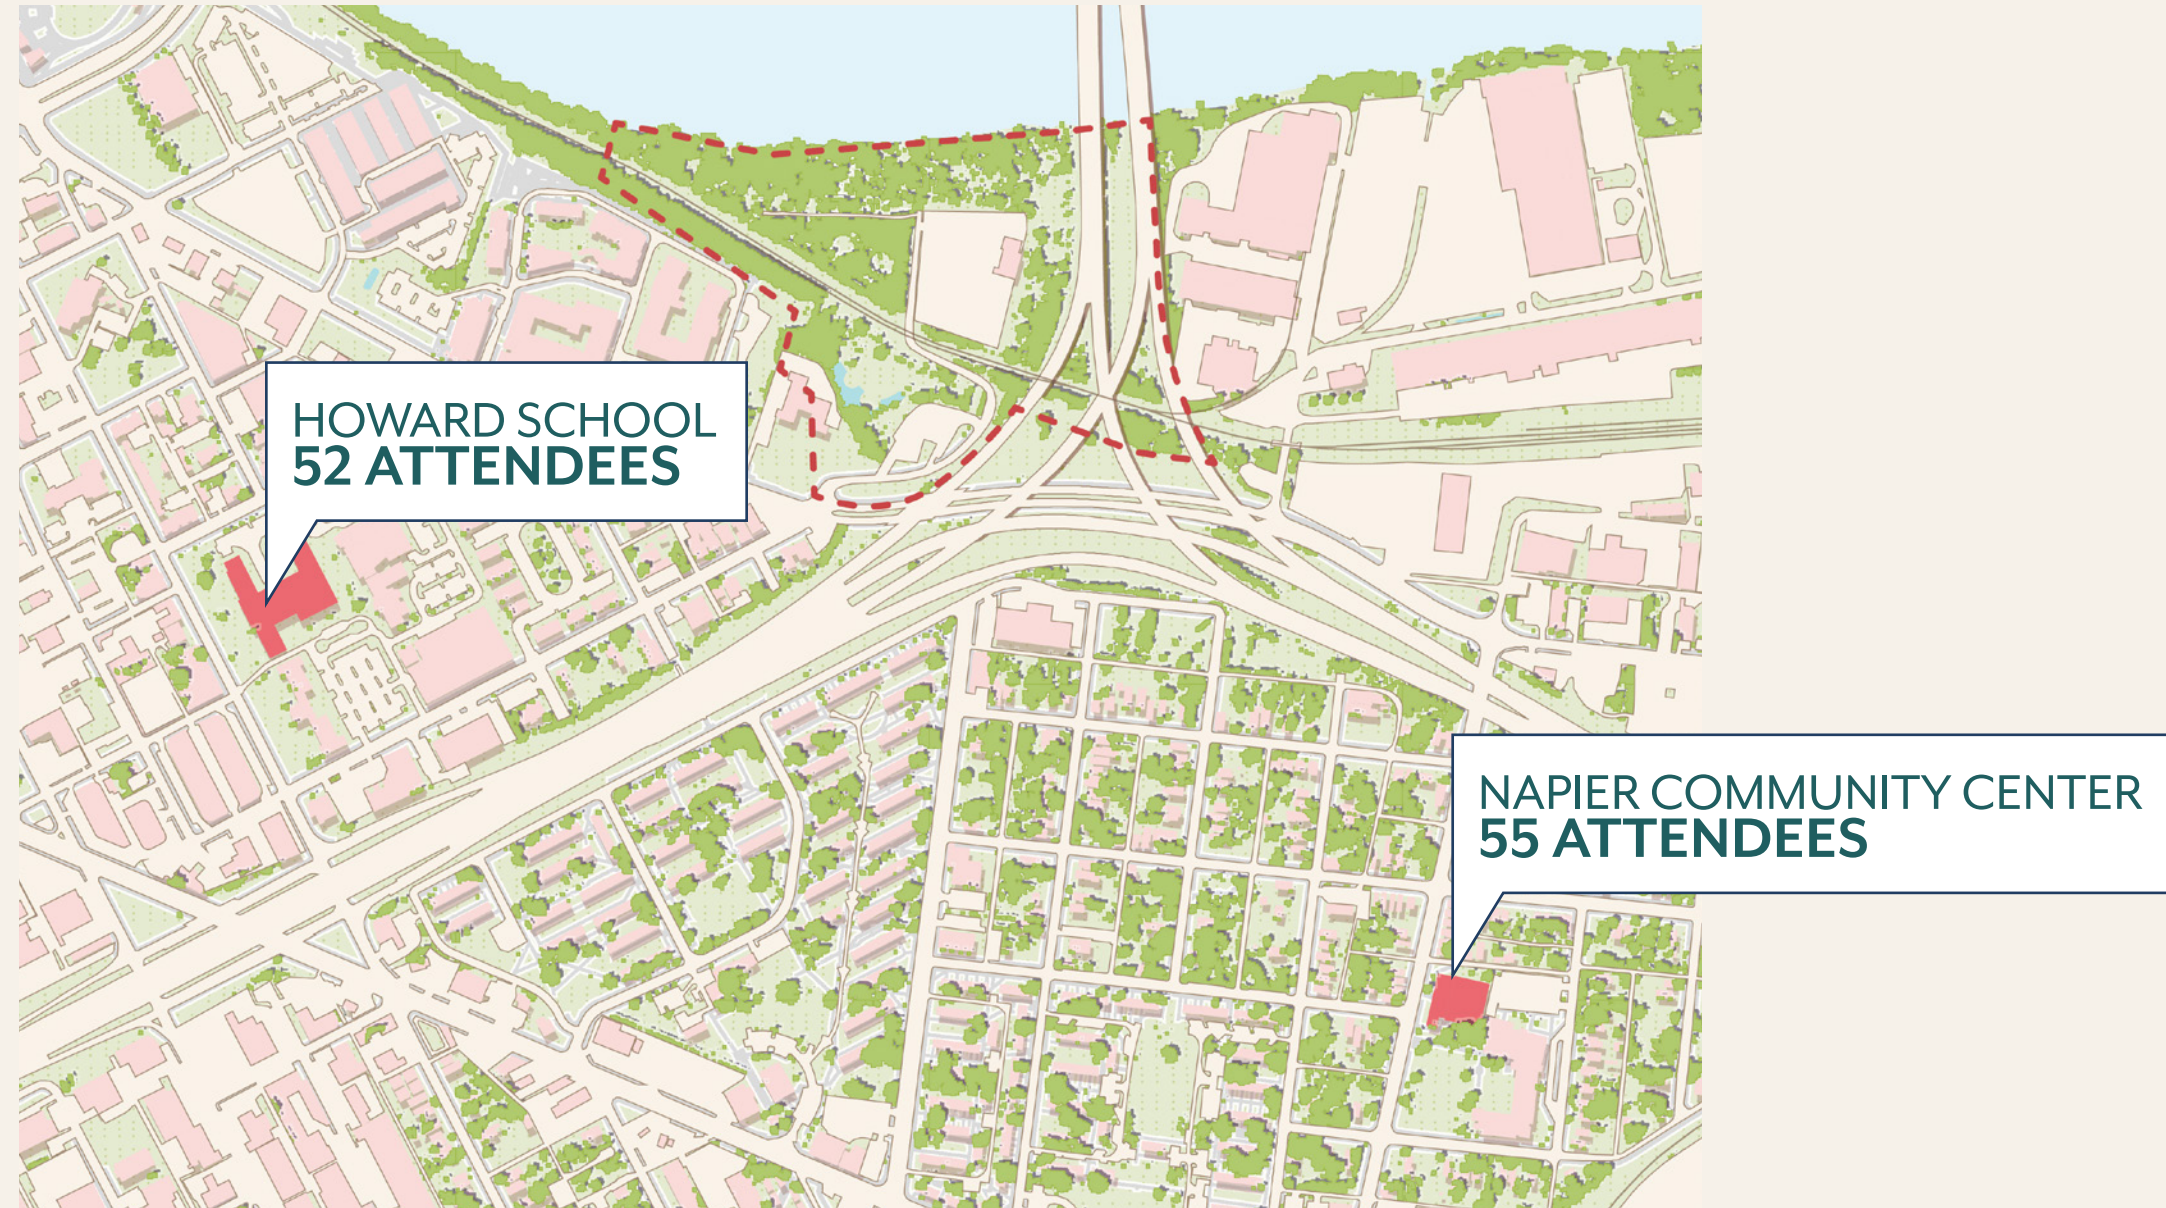 HOWARD SCHOOL
52 ATTENDEES
NAPIER COMMUNITY CENTER
55 ATTENDEES